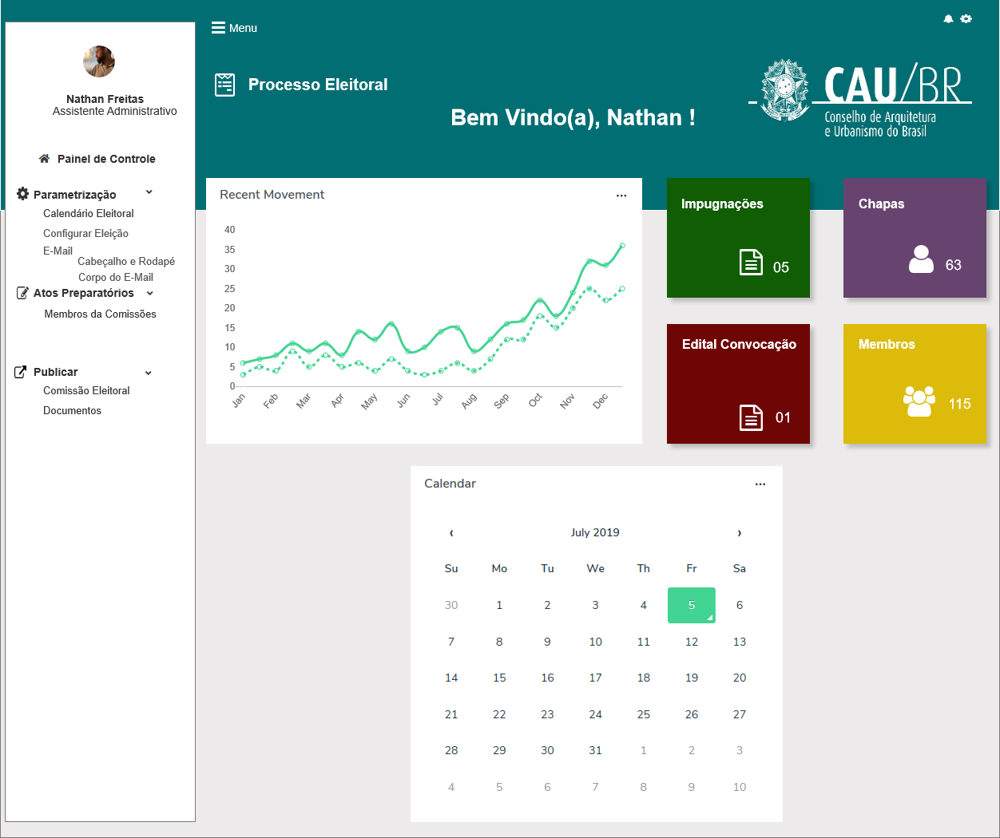 Menu
Nathan Freitas
Assistente Administrativo
Painel de Controle
Parametrização
Calendário Eleitoral
Configurar Eleição
E-Mail
Cabeçalho e Rodapé
Corpo do E-Mail
Atos Preparatórios
Membros da Comissões
Publicar
Comissão Eleitoral
Documentos
Processo Eleitoral
Bem Vindo(a), Nathan !
CAU/BR
Conselho de Arquitetura
e Urbanismo do Brasil
Recent Movement
40
35
30
25
20
15
10
5
0
Jan Feb Mar Apr May Jun Jul Aug Sep Oct Nov Dec
Impugnações
05
Chapas
63
Edital Convocação
01
Membros
115
Calendar
‹ July 2019 ›
Su Mo Tu We Th Fr Sa
30 1 2 3 4 5 6
7 8 9 10 11 12 13
14 15 16 17 18 19 20
21 22 23 24 25 26 27
28 29 30 31 1 2 3
4 5 6 7 8 9 10